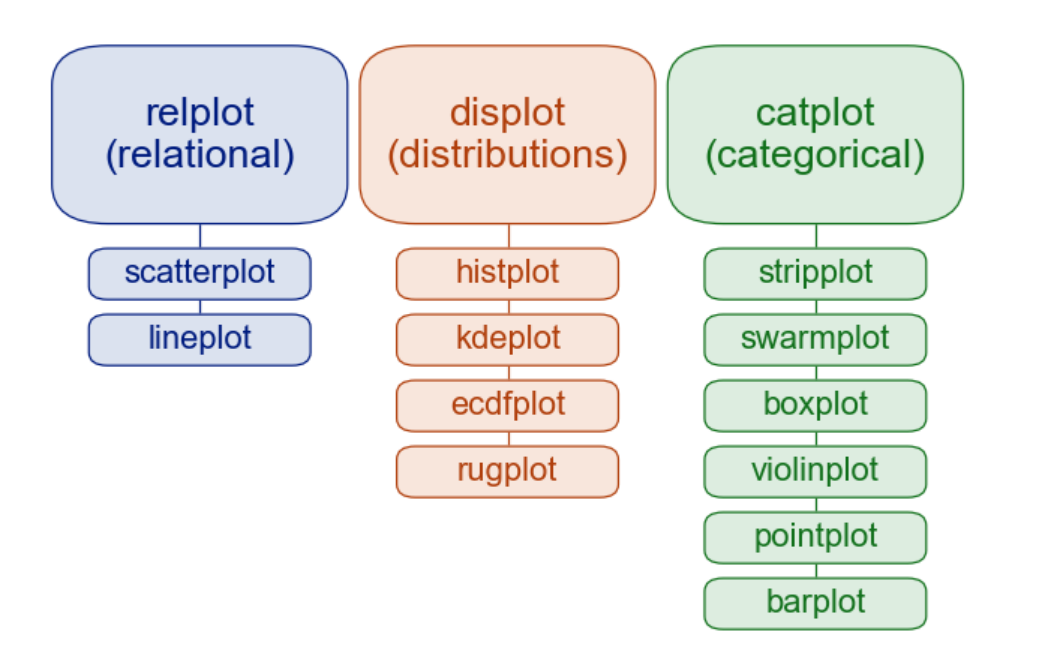 relplot
(relational)
scatterplot
lineplot
displot
(distributions)
histplot
kdeplot
ecdfplot
rugplot
catplot
(categorical)
stripplot
swarmplot
boxplot
violinplot
pointplot
barplot